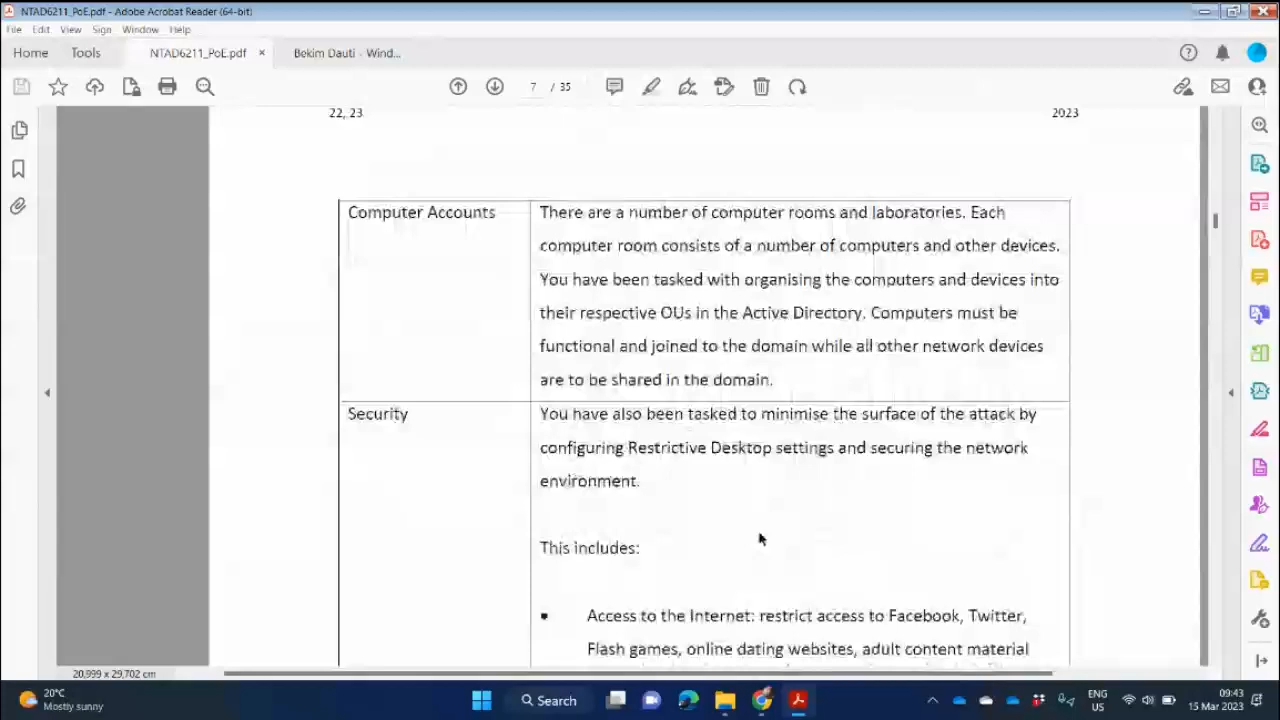 NTAD6211_PoE.pdf - Adobe Acrobat Reader (64-bit)
File Edit View Sign Window Help
Home Tools NTAD6211_PoE.pdf × Bekim Dauti - Wind...
7 / 35
22, 23 2023
Computer Accounts
There are a number of computer rooms and laboratories. Each
computer room consists of a number of computers and other devices.
You have been tasked with organising the computers and devices into
their respective OUs in the Active Directory. Computers must be
functional and joined to the domain while all other network devices
are to be shared in the domain.
Security
You have also been tasked to minimise the surface of the attack by
configuring Restrictive Desktop settings and securing the network
environment.
This includes:
▪ Access to the Internet: restrict access to Facebook, Twitter,
Flash games, online dating websites, adult content material
20,999 x 29,702 cm
20°C
Mostly sunny
Search
ENG
US
09:43
15 Mar 2023